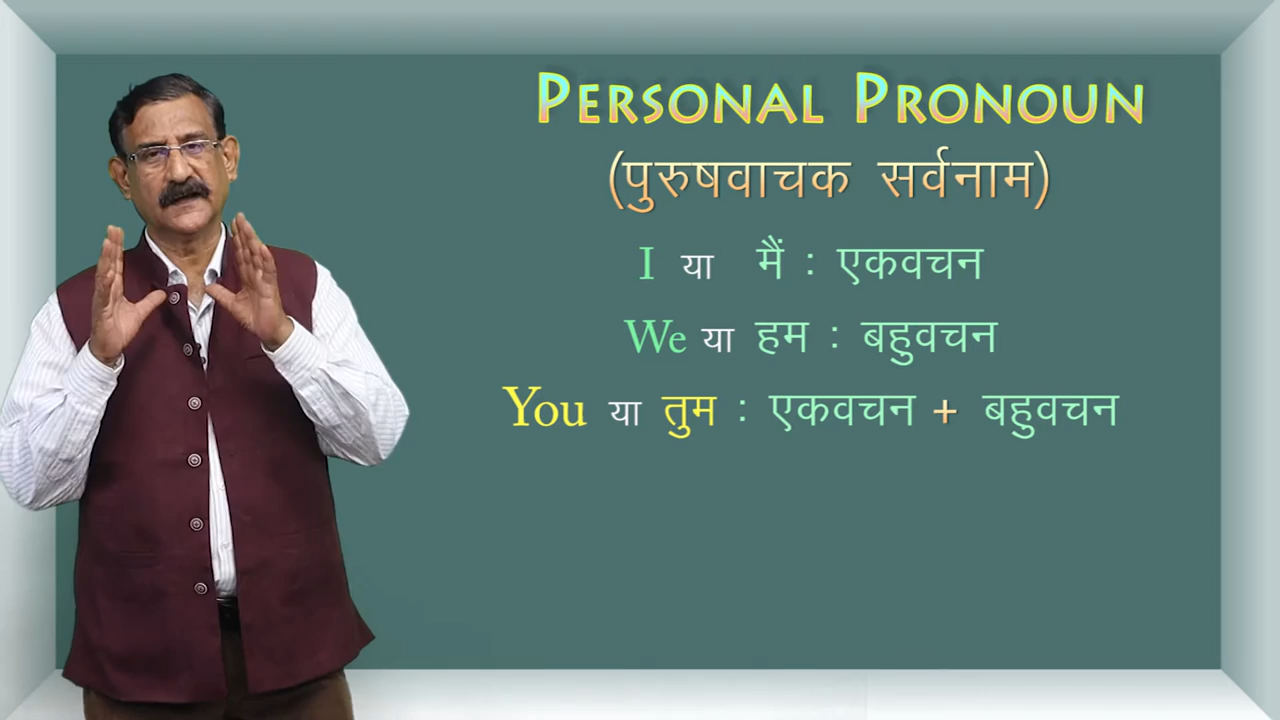 PERSONAL PRONOUN
(पुरुषवाचक सर्वनाम)
I या मैं : एकवचन
We या हम : बहुवचन
You या तुम : एकवचन + बहुवचन